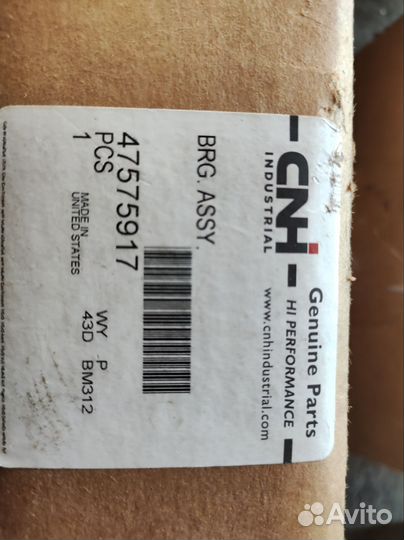 CNH
INDUSTRIAL
Genuine Parts
HI PERFORMANCE
www.cnhindustrial.com
BRG. ASSY.
47575917
PCS
1
MADE IN
UNITED STATES
WY -P
43D BM312
Avito